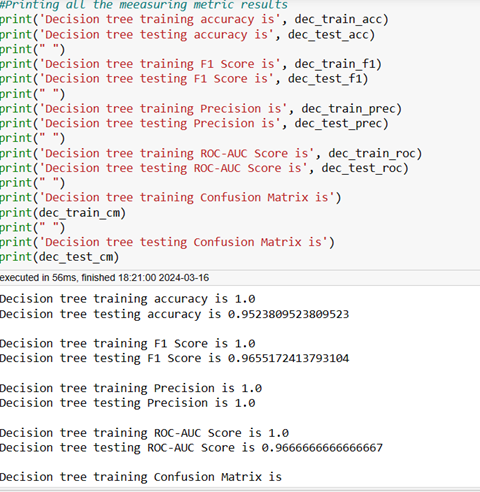 #Printing all the meeasuring metric results
print('Decision tree training accuracy is', dec_train_acc)
print('Decision tree testing accuracy is', dec_test_acc)
print(" ")
print('Decision tree training F1 Score is', dec_train_f1)
print('Decision tree testing F1 Score is', dec_test_f1)
print(" ")
print('Decision tree training Precision is', dec_train_prec)
print('Decision tree testing Precision is', dec_test_prec)
print(" ")
print('Decision tree training ROC-AUC Score is', dec_train_roc)
print('Decision tree testing ROC-AUC Score is', dec_test_roc)
print(" ")
print('Decision tree training Confusion Matrix is')
print(dec_train_cm)
print(" ")
print('Decision tree testing Confusion Matrix is')
print(dec_test_cm)
executed in 56ms, finished 18:21:00 2024-03-16
Decision tree training accuracy is 1.0
Decision tree testing accuracy is 0.9523809523809523
Decision tree training F1 Score is 1.0
Decision tree testing F1 Score is 0.9655172413793104
Decision tree training Precision is 1.0
Decision tree testing Precision is 1.0
Decision tree training ROC-AUC Score is 1.0
Decision tree testing ROC-AUC Score is 0.9666666666666667
Decision tree training Confusion Matrix is